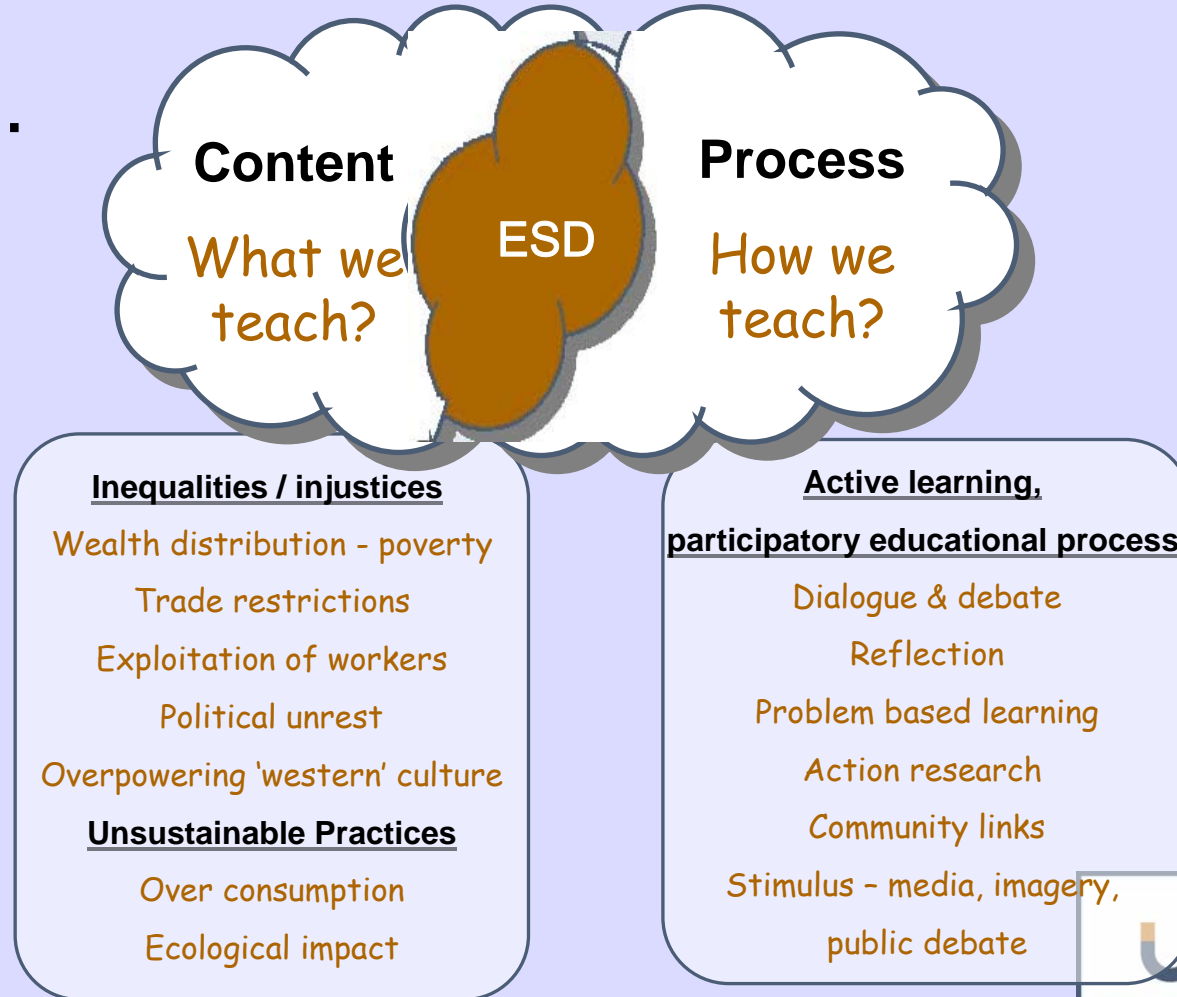 .
Content
What we
teach?
ESD
Process
How we
teach?
Inequalities / injustices
Wealth distribution - poverty
Trade restrictions
Exploitation of workers
Political unrest
Overpowering ‘western’ culture
Unsustainable Practices
Over consumption
Ecological impact
Active learning,
participatory educational process
Dialogue & debate
Reflection
Problem based learning
Action research
Community links
Stimulus – media, imagery,
public debate